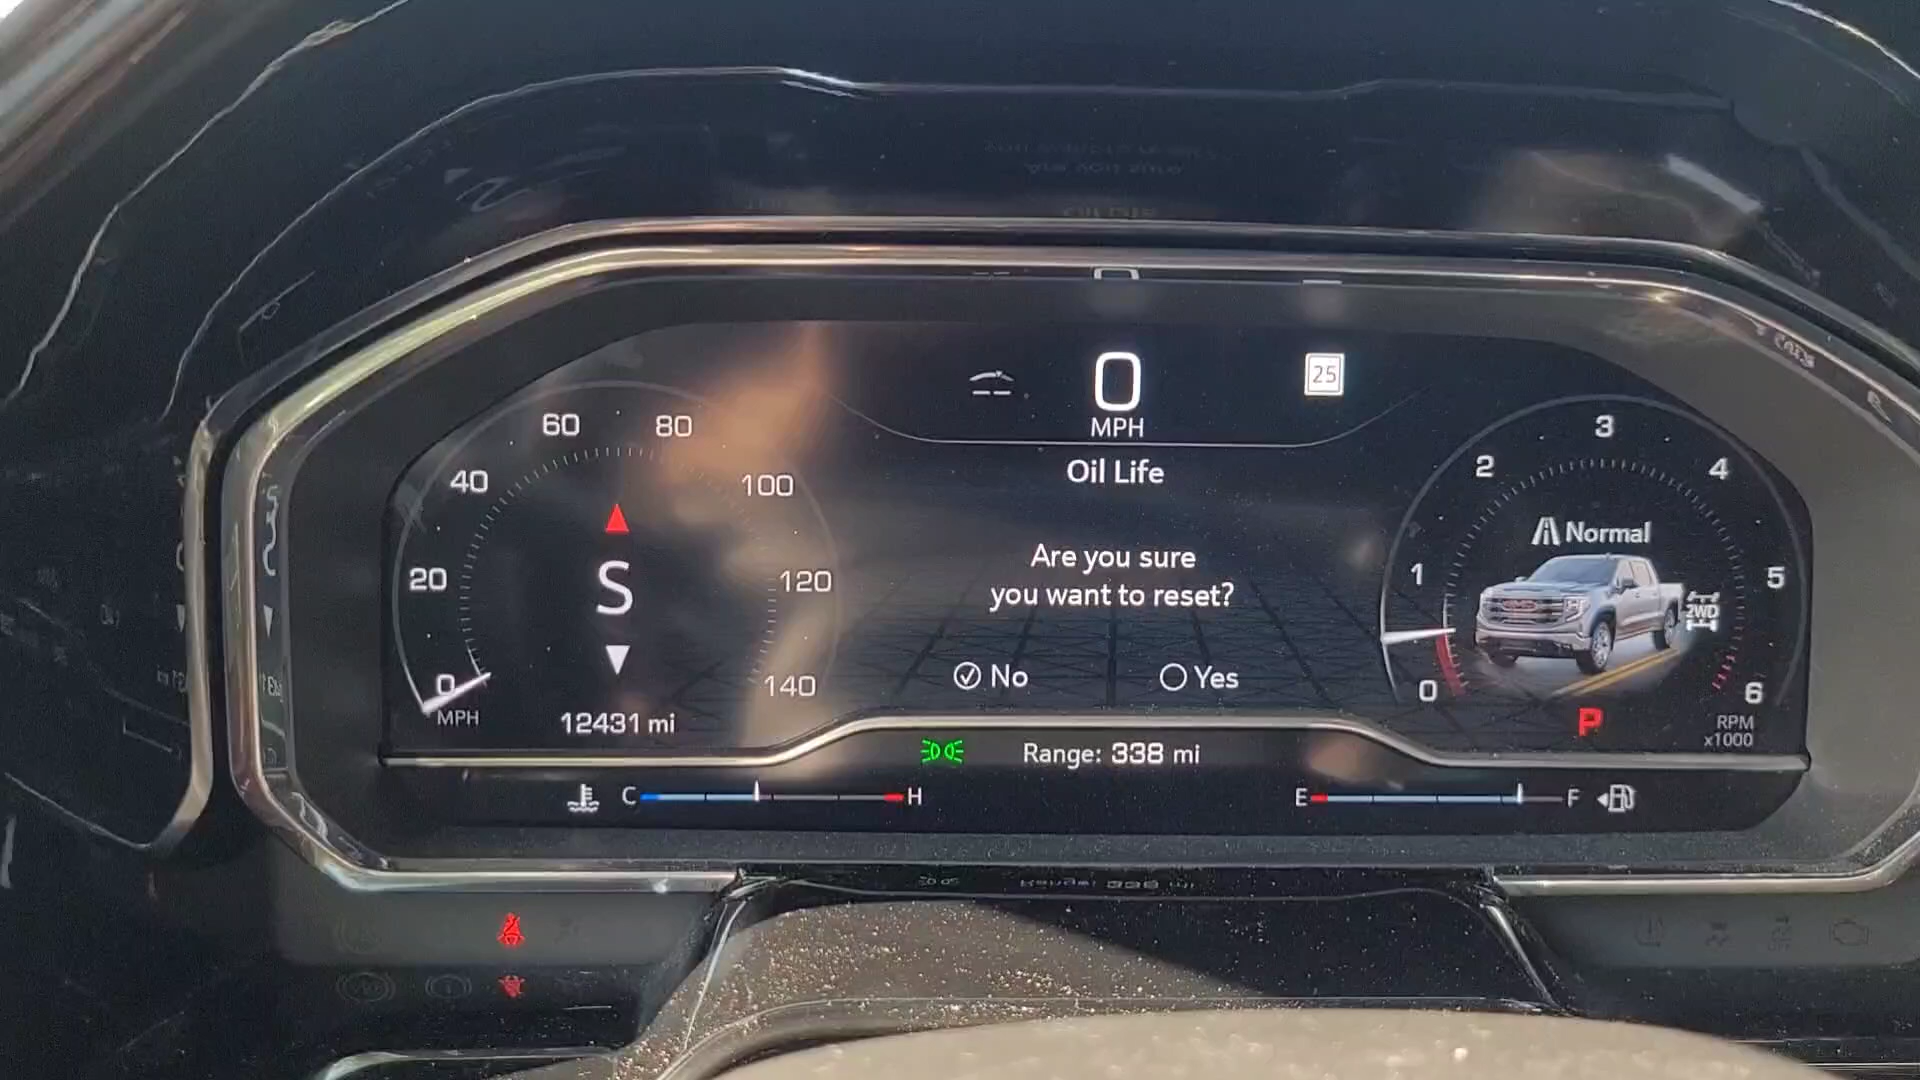 0
MPH
25
Oil Life
Are you sure
you want to reset?
No
Yes
0
20
40
60
80
100
120
140
MPH
S
12431 mi
0
1
2
3
4
5
6
Normal
2WD
P
RPM
x1000
Range: 338 mi
C
H
E
F